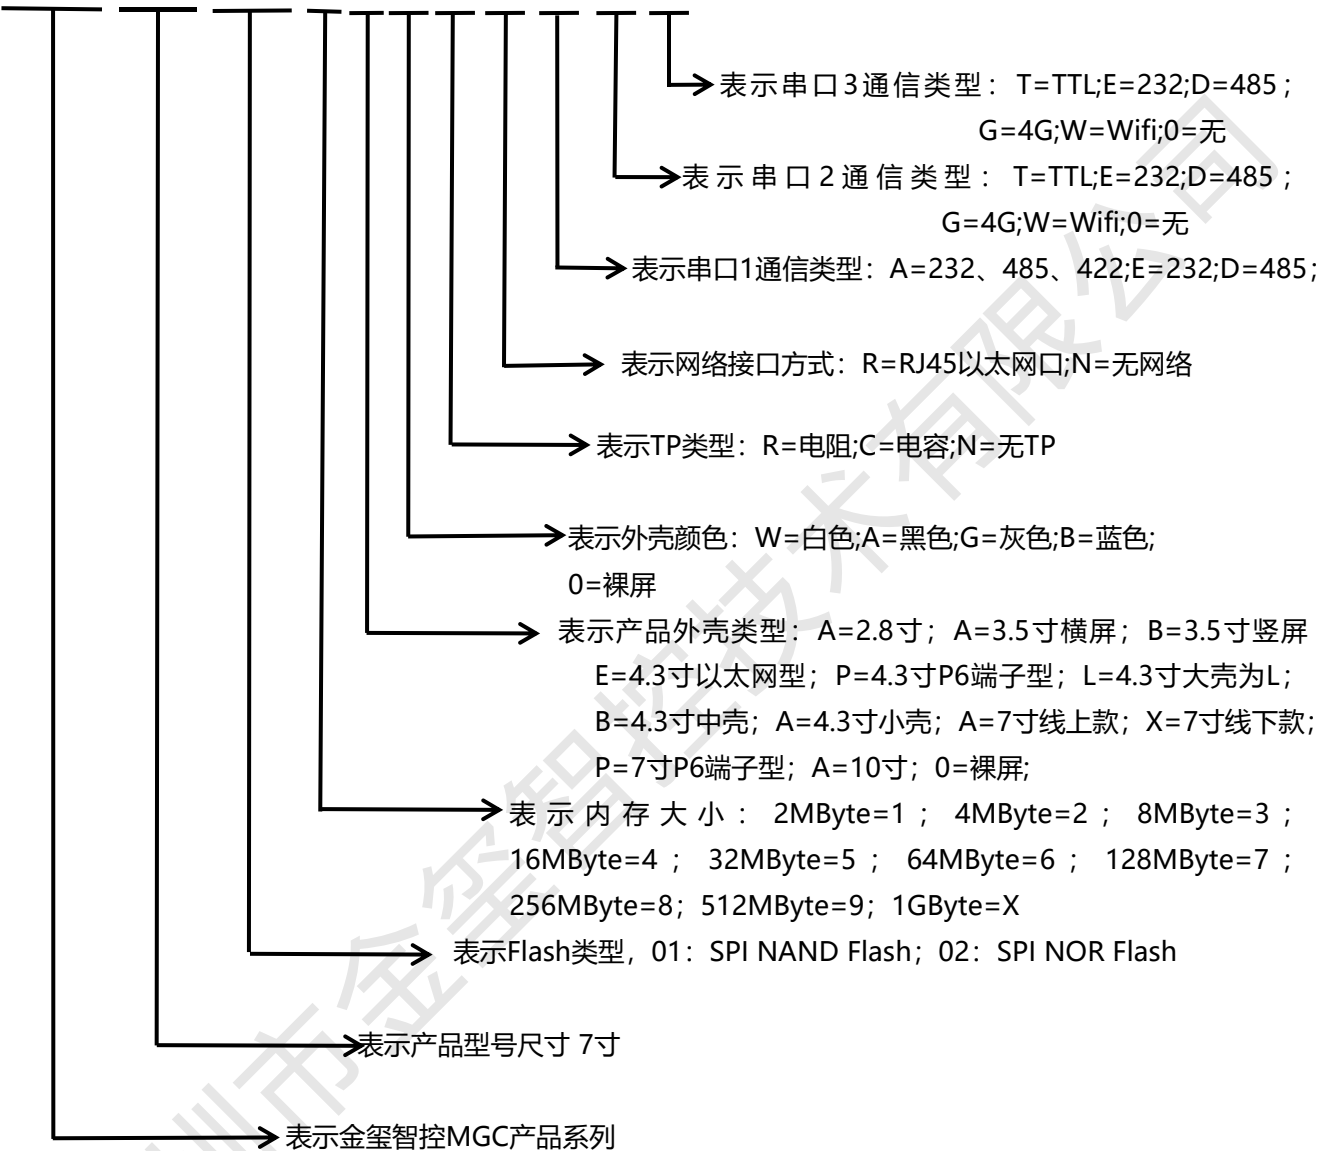 表示串口3通信类型：T=TTL;E=232;D=485；
G=4G;W=Wifi;0=无
表示串口2通信类型：T=TTL;E=232;D=485；
G=4G;W=Wifi;0=无
表示串口1通信类型：A=232、485、422;E=232;D=485;
表示网络接口方式：R=RJ45以太网口;N=无网络
表示TP类型：R=电阻;C=电容;N=无TP
表示外壳颜色：W=白色;A=黑色;G=灰色;B=蓝色;
0=裸屏
表示产品外壳类型：A=2.8寸；A=3.5寸横屏；B=3.5寸竖屏
E=4.3寸以太网型；P=4.3寸P6端子型；L=4.3寸大壳为L；
B=4.3寸中壳；A=4.3寸小壳；A=7寸线上款；X=7寸线下款；
P=7寸P6端子型；A=10寸；0=裸屏;
表示内存大小：2MByte=1；4MByte=2；8MByte=3；
16MByte=4；32MByte=5；64MByte=6；128MByte=7；
256MByte=8；512MByte=9；1GByte=X
表示Flash类型，01：SPI NAND Flash；02：SPI NOR Flash
表示产品型号尺寸 7寸
表示金玺智控MGC产品系列
圳市金玺智控技术有限公司